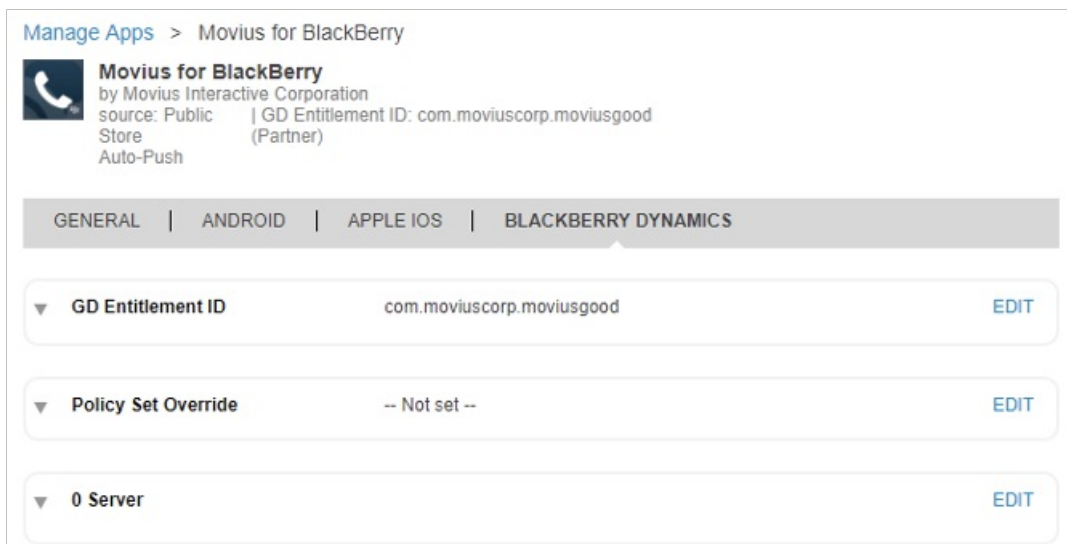 Manage Apps > Movius for BlackBerry
Movius for BlackBerry
by Movius Interactive Corporation
source: Public | GD Entitlement ID: com.moviuscorp.moviusgood
Store (Partner)
Auto-Push
GENERAL | ANDROID | APPLE IOS | BLACKBERRY DYNAMICS
GD Entitlement ID com.moviuscorp.moviusgood EDIT
Policy Set Override -- Not set -- EDIT
0 Server EDIT